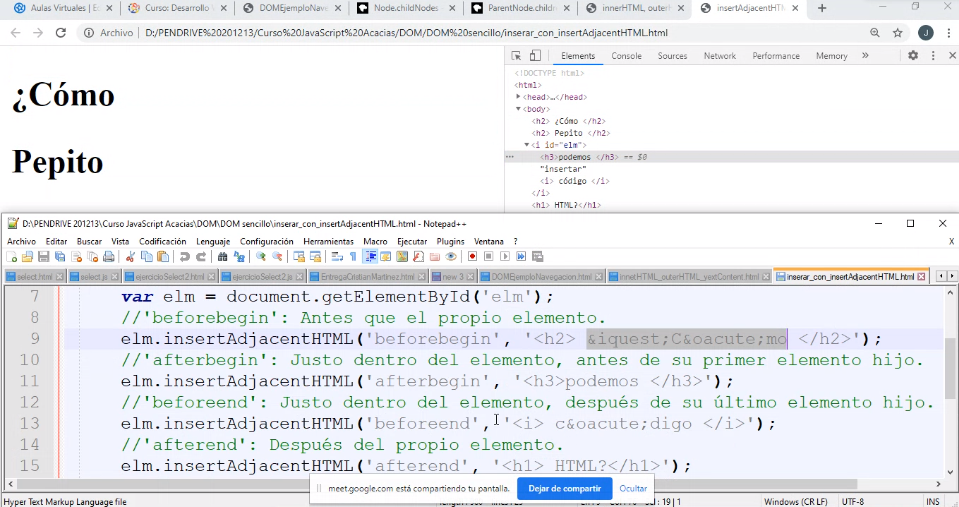 Aulas Virtuales | E
Curso: Desarrollo
DOMEjemploNave
Node.childNodes -
ParentNode.childre
innerHTML, outerH
insertAdjacentHTM
Archivo D:/PENDRIVE%20201213/Curso%20JavaScript%20Acacias/DOM/DOM%20sencillo/inserar_con_insertAdjacentHTML.html J
Elements Console Sources Network Performance Memory »
<!DOCTYPE html>
<html>
<head>…</head>
<body>
<h2> ¿Cómo </h2>
<h2> Pepito </h2>
<i id="elm">
<h3>podemos </h3> == $0
"insertar"
<i> código </i>
</i>
<h1> HTML?</h1>
¿Cómo
Pepito
D:\PENDRIVE 201213\Curso JavaScript Acacias\DOM\DOM sencillo\inserar_con_insertAdjacentHTML.html - Notepad++
Archivo Editar Buscar Vista Codificación Lenguaje Configuración Herramientas Macro Ejecutar Plugins Ventana ? X
select.html select.js ejercicioSelect2.html ejercicioSelect2.js EntregaCristianMartinez.html new 3 DOMEjemploNavegacion.html innetHTML_outerHTML_yextContent.html inserar_con_insertAdjacentHTML.html
7 var elm = document.getElementById('elm');
8 //'beforebegin': Antes que el propio elemento.
9 elm.insertAdjacentHTML('beforebegin', '<h2> &iquest;C&oacute;mo </h2>');
10 //'afterbegin': Justo dentro del elemento, antes de su primer elemento hijo.
11 elm.insertAdjacentHTML('afterbegin', '<h3>podemos </h3>');
12 //'beforeend': Justo dentro del elemento, después de su último elemento hijo.
13 elm.insertAdjacentHTML('beforeend', '<i> c&oacute;digo </i>');
14 //'afterend': Después del propio elemento.
15 elm.insertAdjacentHTML('afterend', '<h1> HTML?</h1>');
meet.google.com está compartiendo tu pantalla. Dejar de compartir Ocultar
Hyper Text Markup Language file 19 | 1 Windows (CR LF) UTF-8 INS